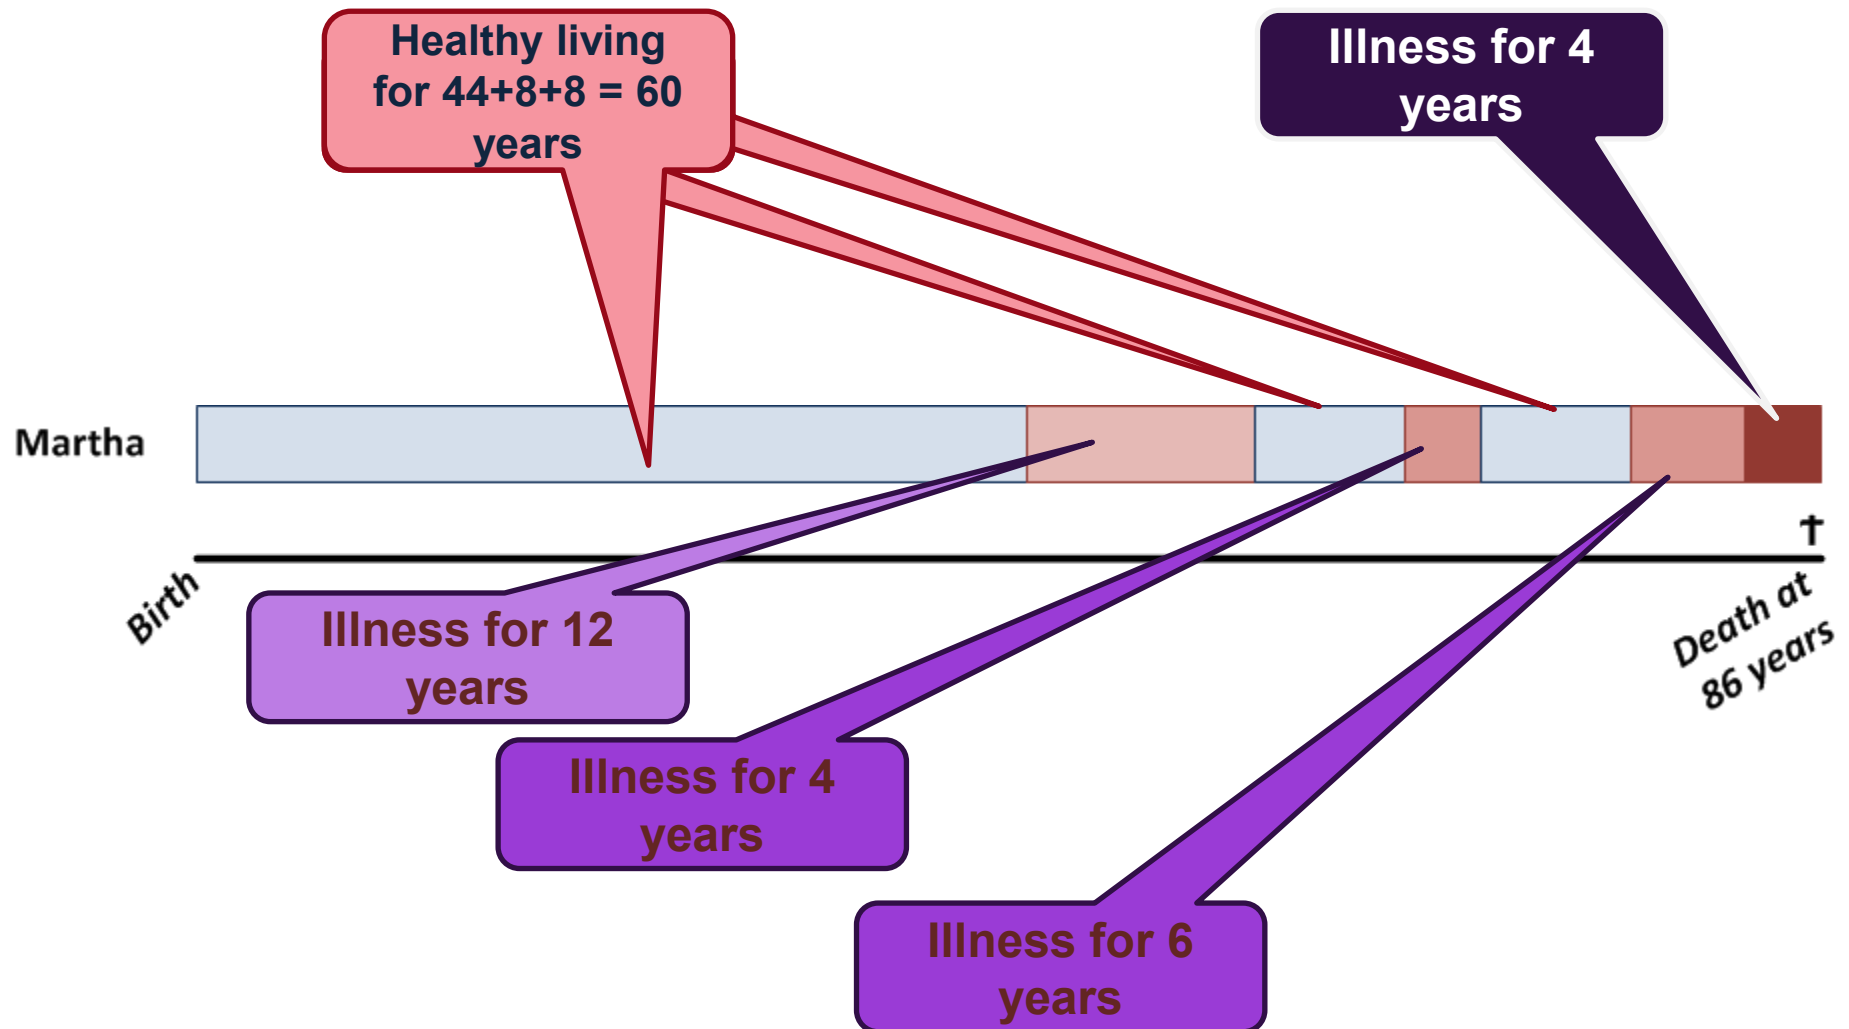 Healthy living
for 44+8+8 = 60
years
Illness for 4
years
Martha
†
Birth
Death at
86 years
Illness for 12
years
Illness for 4
years
Illness for 6
years